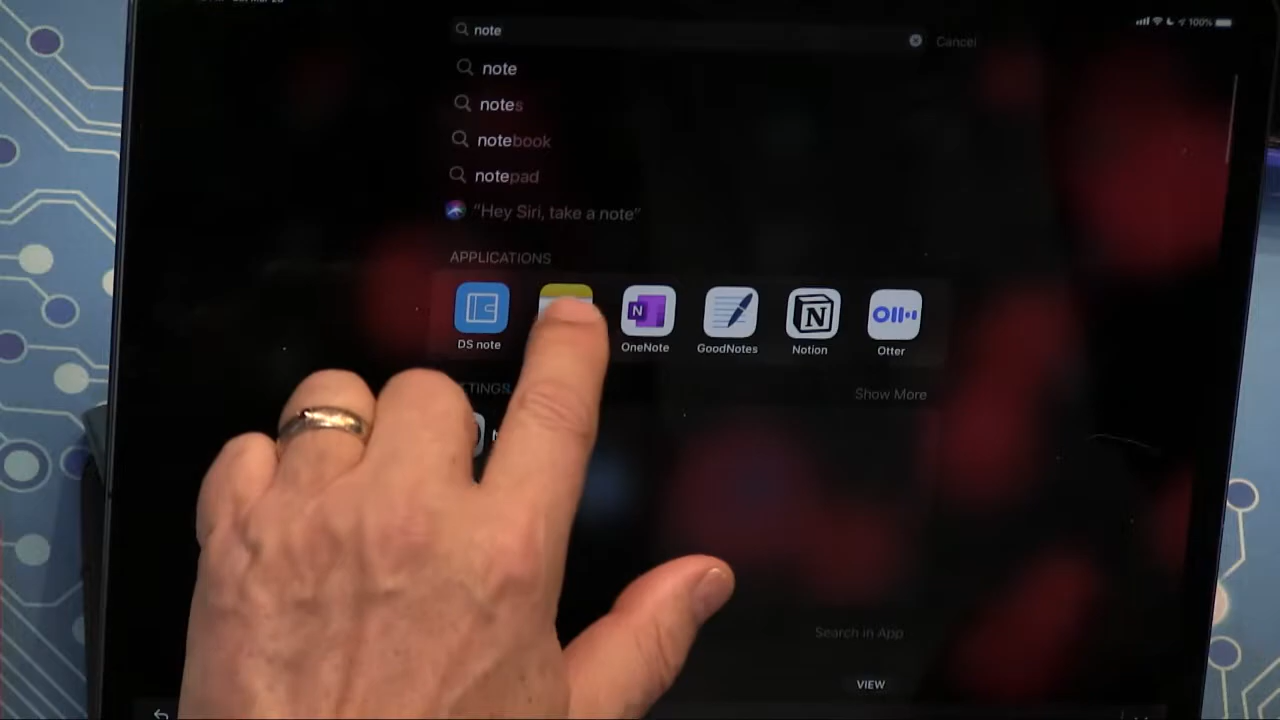 note
Cancel
100%
note
notes
notebook
notepad
"Hey Siri, take a note"
APPLICATIONS
DS note
OneNote
GoodNotes
Notion
Otter
Show More
Search in App
VIEW